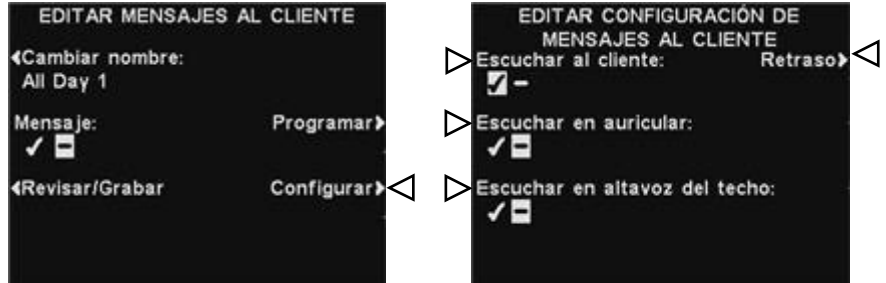 EDITAR MENSAJES AL CLIENTE
Cambiar nombre:
All Day 1
Mensaje:
Programar
Revisar/Grabar
Configurar
EDITAR CONFIGURACIÓN DE
MENSAJES AL CLIENTE
Escuchar al cliente:
Retraso
Escuchar en auricular:
Escuchar en altavoz del techo: